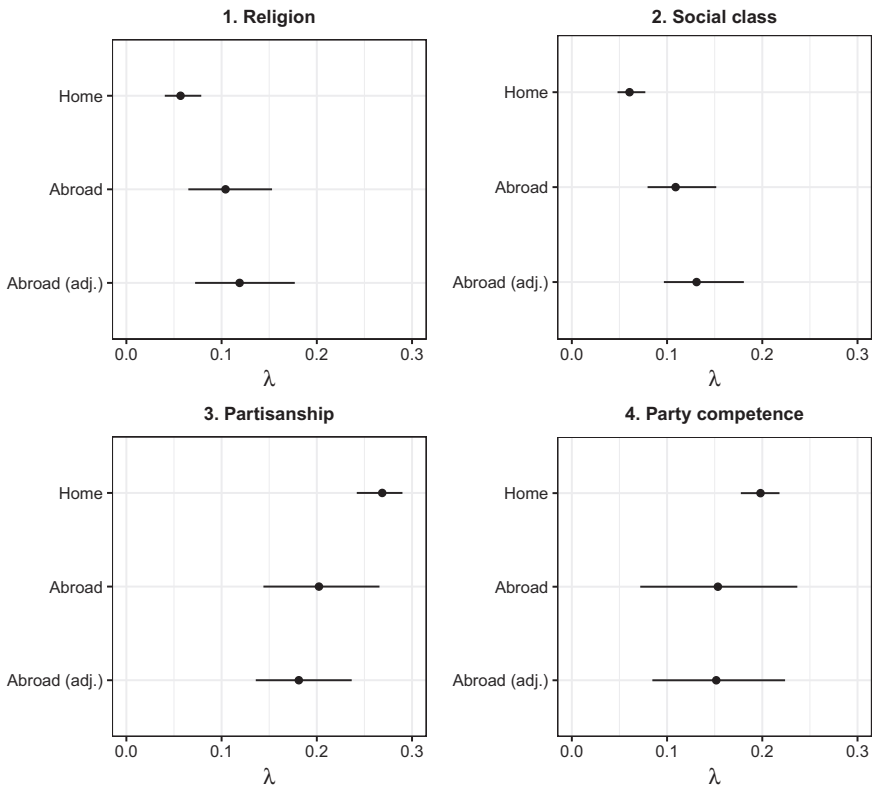 1. Religion
Home
Abroad
Abroad (adj.)
0.0 0.1 0.2 0.3
λ
2. Social class
Home
Abroad
Abroad (adj.)
0.0 0.1 0.2 0.3
λ
3. Partisanship
Home
Abroad
Abroad (adj.)
0.0 0.1 0.2 0.3
λ
4. Party competence
Home
Abroad
Abroad (adj.)
0.0 0.1 0.2 0.3
λ